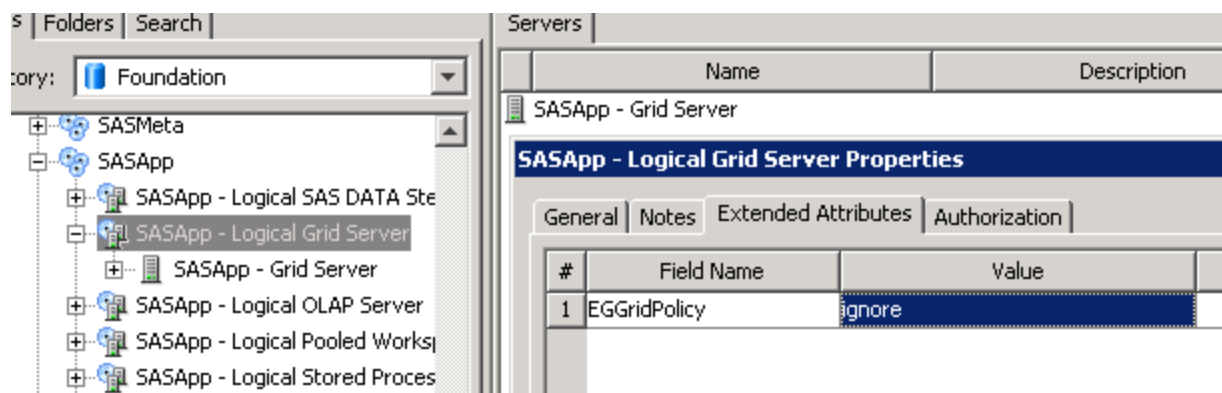 Folders Search
Servers
Foundation
Name Description
SASMeta
SASApp - Grid Server
SASApp
SASApp - Logical Grid Server Properties
SASApp - Logical SAS DATA Ste
General Notes Extended Attributes Authorization
SASApp - Logical Grid Server
# Field Name Value
SASApp - Grid Server
1 EGGridPolicy ignore
SASApp - Logical OLAP Server
SASApp - Logical Pooled Worksp
SASApp - Logical Stored Proces